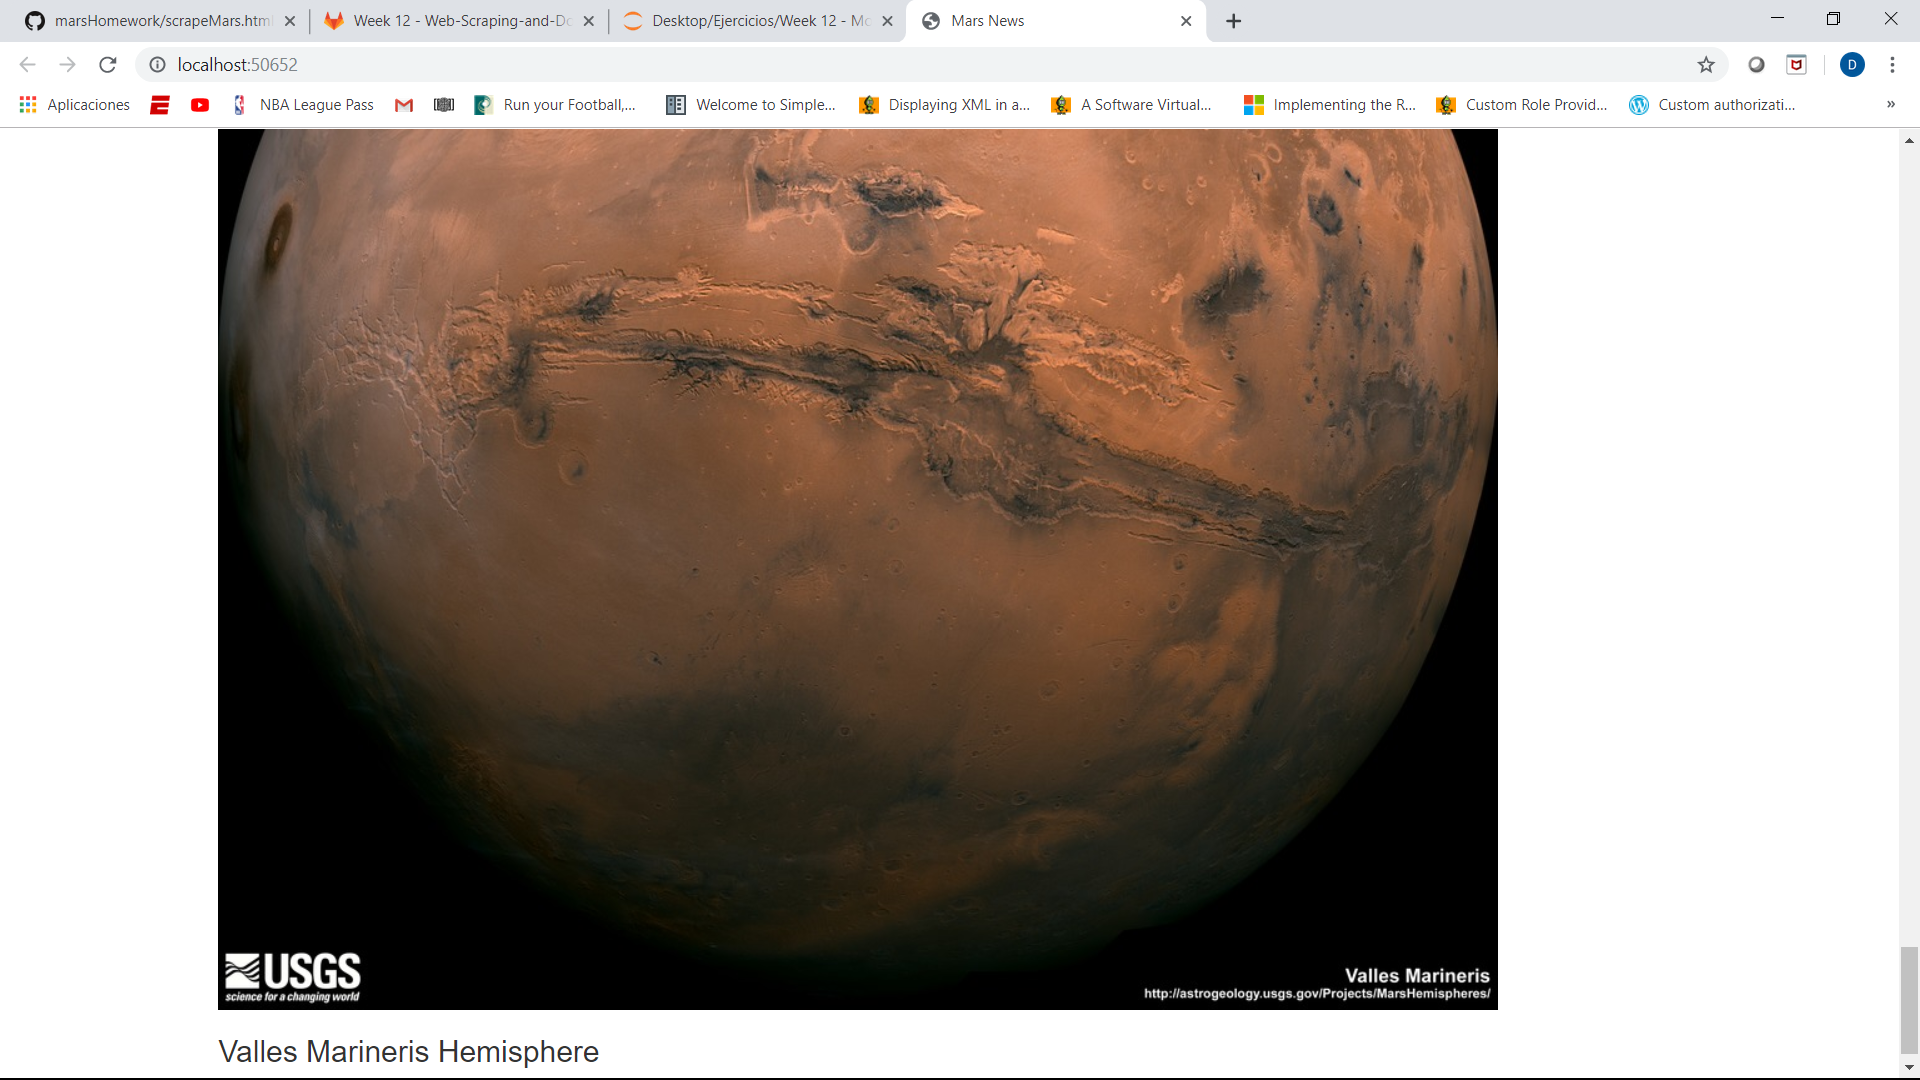 marsHomework/scrapeMars.html
Week 12 - Web-Scraping-and-Do
Desktop/Ejercicios/Week 12 - Mo
Mars News
localhost:50652
D
Aplicaciones
NBA League Pass
Run your Football,...
Welcome to Simple...
Displaying XML in a...
A Software Virtual...
Implementing the R...
Custom Role Provid...
Custom authorizati...
»
USGS
science for a changing world
Valles Marineris
http://astrogeology.usgs.gov/Projects/MarsHemispheres/
Valles Marineris Hemisphere